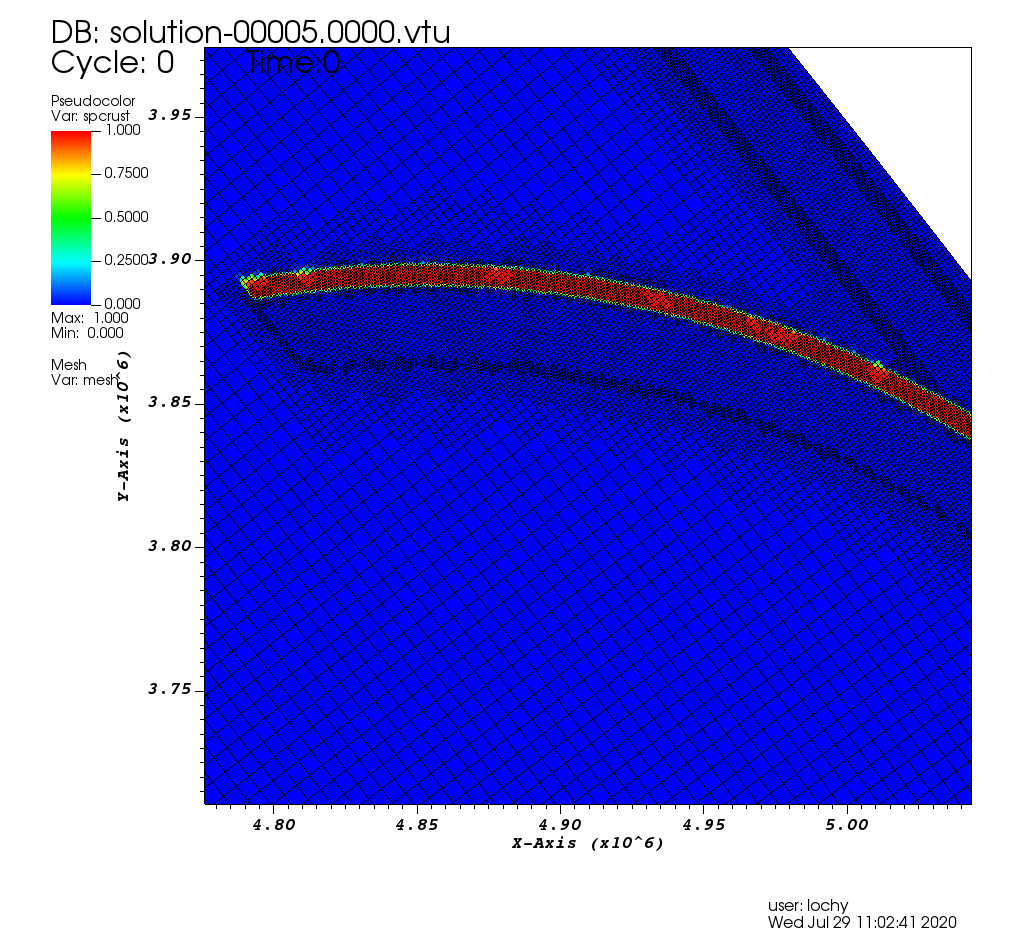 DB: solution-00005.0000.vtu
Cycle: 0 Time:0
Pseudocolor
Var: spcrust
1.000
0.7500
0.5000
0.2500
0.000
Max: 1.000
Min: 0.000
Mesh
Var: mesh
3.95
3.90
3.85
3.80
3.75
Y-Axis (x10^6)
4.80 4.85 4.90 4.95 5.00
X-Axis (x10^6)
user: lochy
Wed Jul 29 11:02:41 2020